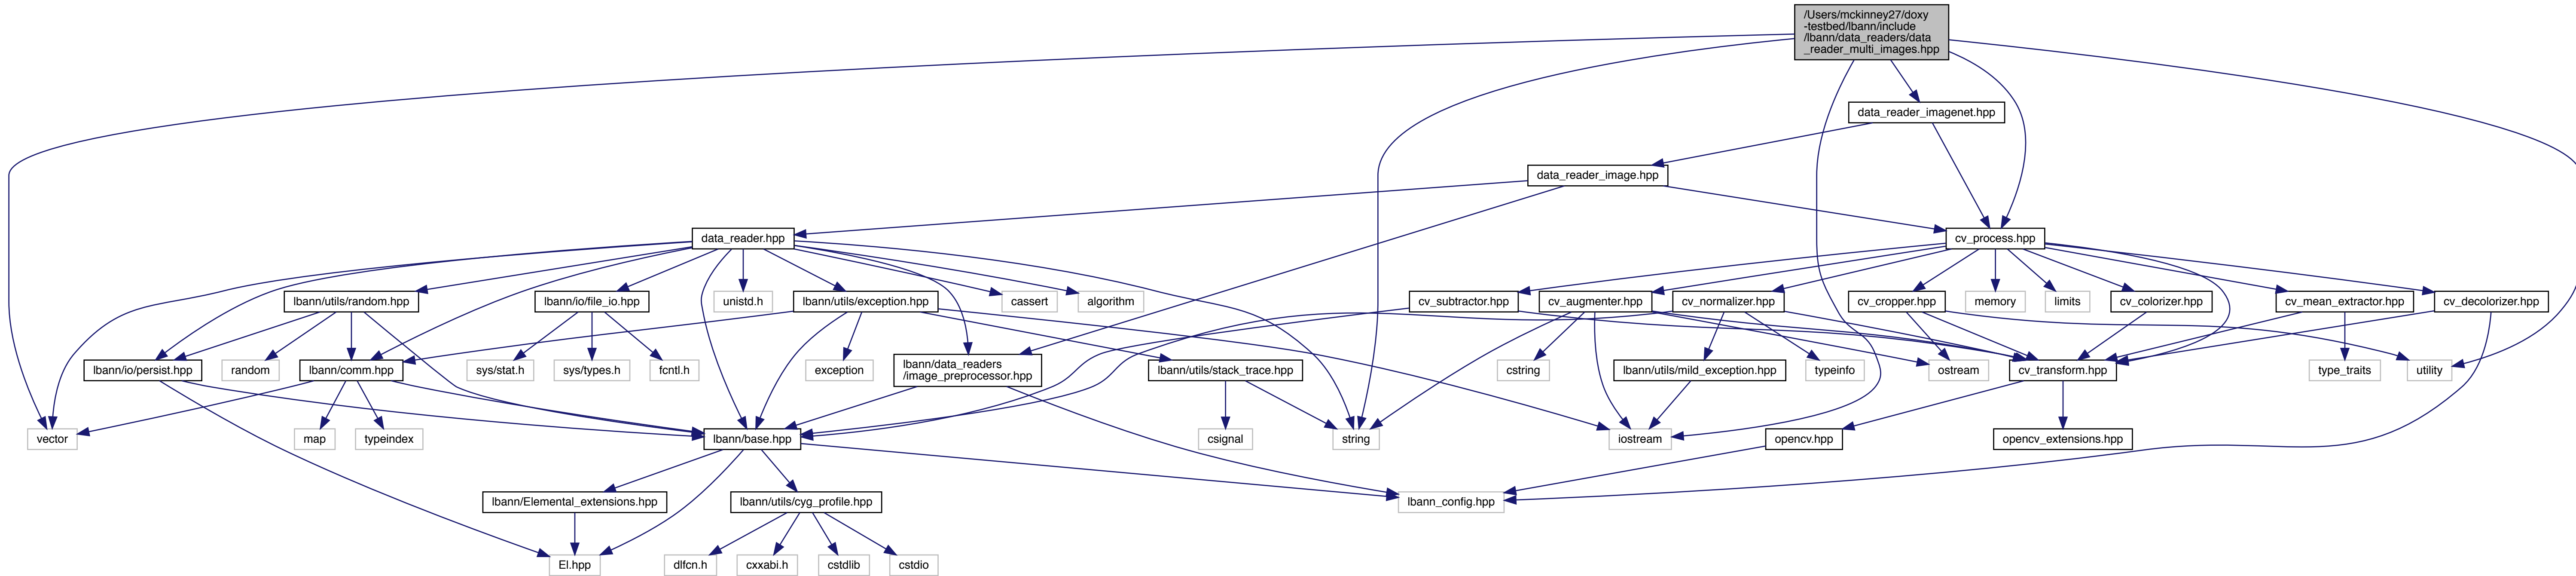 /Users/mckinney27/doxy
-testbed/lbann/include
/lbann/data_readers/data
_reader_multi_images.hpp
data_reader_imagenet.hpp
data_reader_image.hpp
data_reader.hpp
cv_process.hpp
lbann/utils/random.hpp
lbann/io/file_io.hpp
unistd.h
lbann/utils/exception.hpp
cassert
algorithm
cv_subtractor.hpp
cv_augmenter.hpp
cv_normalizer.hpp
cv_cropper.hpp
memory
limits
cv_colorizer.hpp
cv_mean_extractor.hpp
cv_decolorizer.hpp
lbann/io/persist.hpp
random
lbann/comm.hpp
sys/stat.h
sys/types.h
fcntl.h
exception
lbann/data_readers
/image_preprocessor.hpp
lbann/utils/stack_trace.hpp
cstring
lbann/utils/mild_exception.hpp
typeinfo
ostream
cv_transform.hpp
type_traits
utility
vector
map
typeindex
lbann/base.hpp
csignal
string
iostream
opencv.hpp
opencv_extensions.hpp
lbann/Elemental_extensions.hpp
lbann/utils/cyg_profile.hpp
lbann_config.hpp
El.hpp
dlfcn.h
cxxabi.h
cstdlib
cstdio